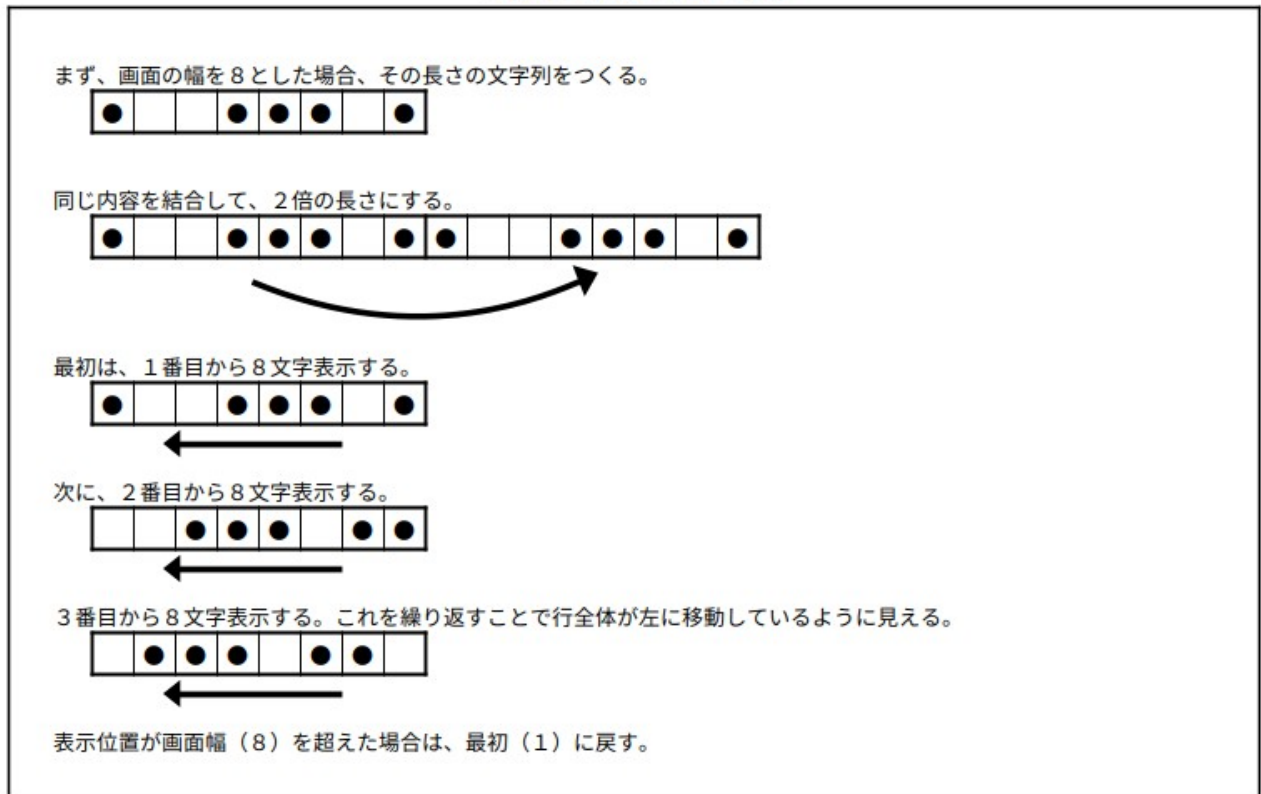 まず、画面の幅を８とした場合、その長さの文字列をつくる。
同じ内容を結合して、２倍の長さにする。
最初は、１番目から８文字表示する。
次に、２番目から８文字表示する。
３番目から８文字表示する。これを繰り返すことで行全体が左に移動しているように見える。
表示位置が画面幅（８）を超えた場合は、最初（１）に戻す。